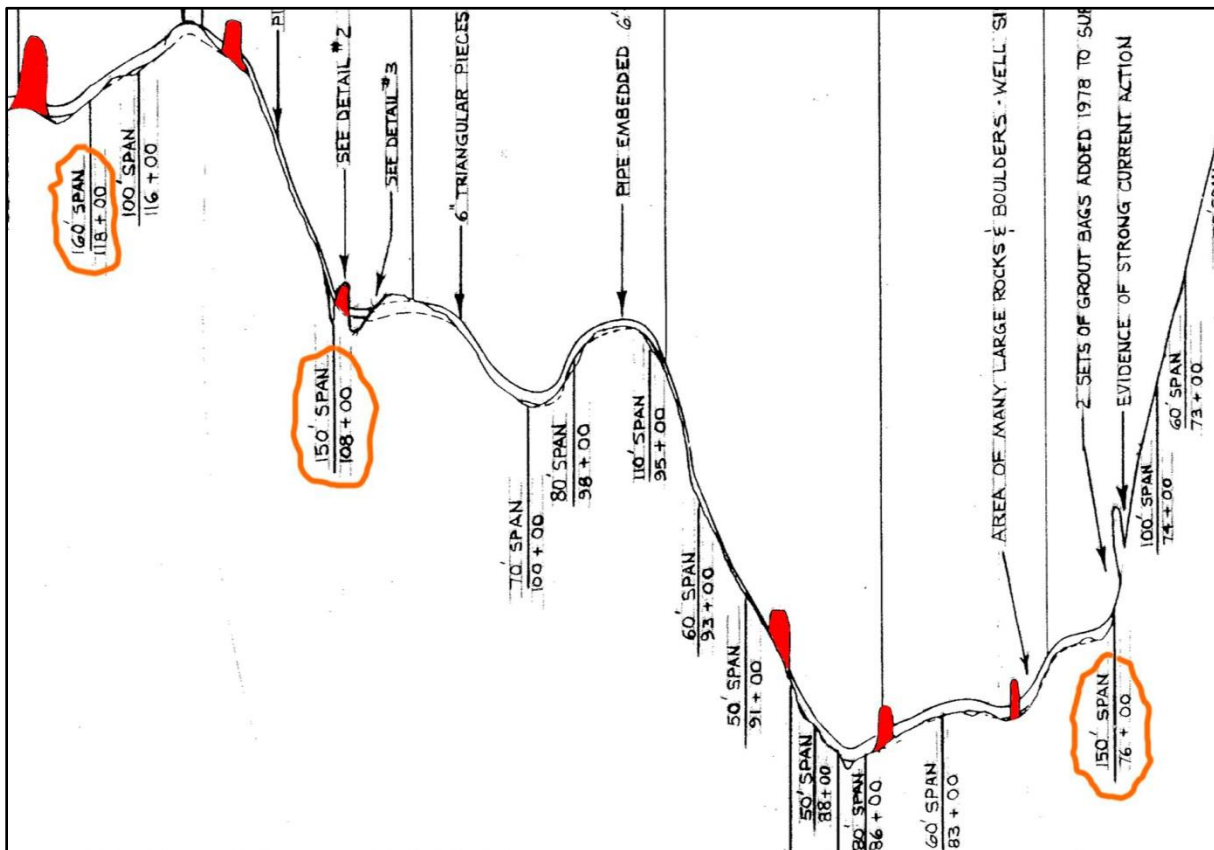 160' SPAN
118 + 00
100' SPAN
116 + 00
SEE DETAIL #2
SEE DETAIL #3
150' SPAN
108 + 00
6" TRIANGULAR PIECES
70' SPAN
100 + 00
80' SPAN
98 + 00
PIPE EMBEDDED 6'
110' SPAN
95 + 00
60' SPAN
93 + 00
50' SPAN
91 + 00
50' SPAN
88 + 00
80' SPAN
86 + 00
60' SPAN
83 + 00
AREA OF MANY LARGE ROCKS & BOULDERS - WELL
2 SETS OF GROUT BAGS ADDED 1978 TO
EVIDENCE OF STRONG CURRENT ACTION
150' SPAN
76 + 00
100' SPAN
74 + 00
60' SPAN
73 + 00